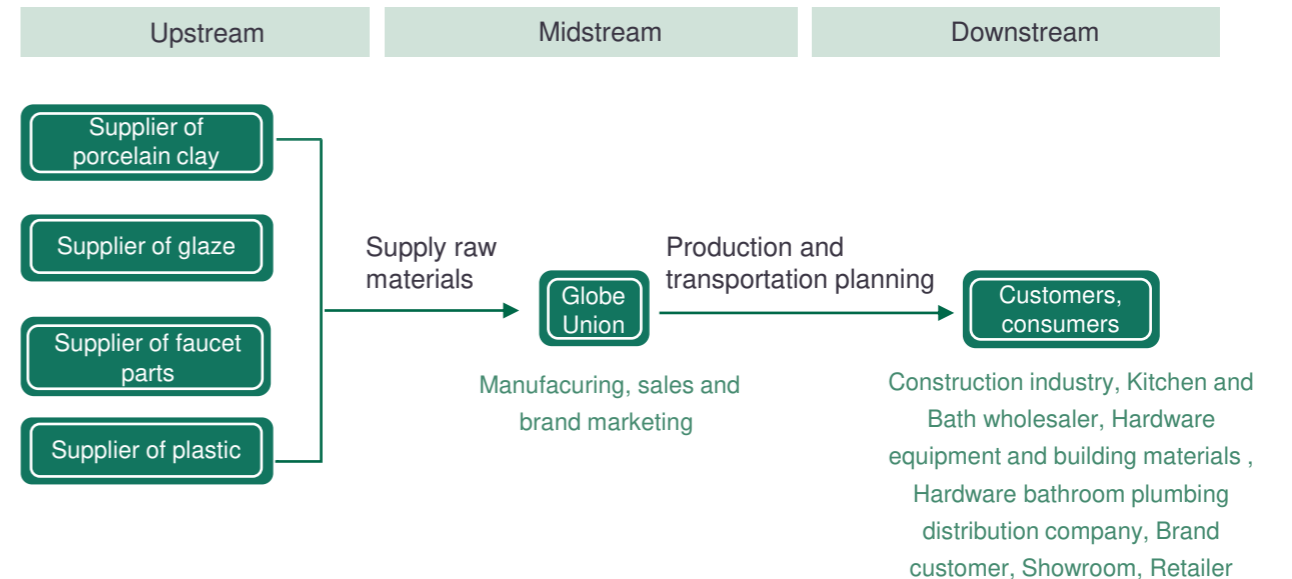 Upstream
Midstream
Downstream
Supplier of
porcelain clay
Supplier of glaze
Supplier of faucet
parts
Supplier of plastic
Supply raw
materials
Globe
Union
Manufacuring, sales and
brand marketing
Production and
transportation planning
Customers,
consumers
Construction industry, Kitchen and
Bath wholesaler, Hardware
equipment and building materials ,
Hardware bathroom plumbing
distribution company, Brand
customer, Showroom, Retailer